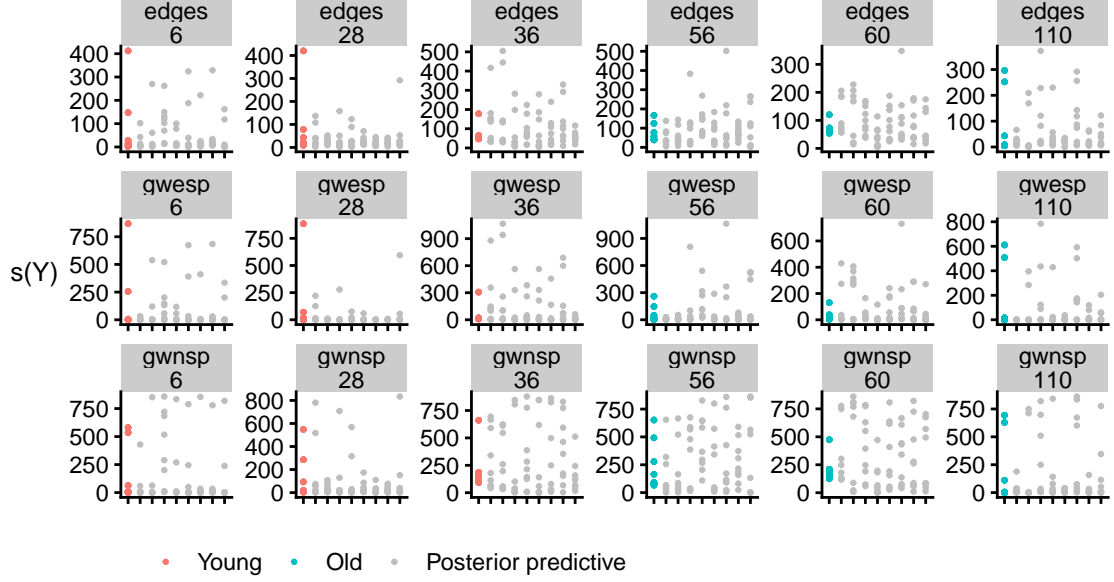 edges edges edges edges edges edges
6 28 36 56 60 110
400 400 500 500 300 300
300 300 400 400 200 200
200 200 300 300 100 100
100 100 200 200 0 0
0 0 100 100
0 0
gwesp gwesp gwesp gwesp gwesp gwesp
6 28 36 56 60 110
750 750 900 900 600 800
500 500 600 600 400 600
250 250 300 300 200 400
0 0 0 0 0 200
0
s(Y)
gwnsp gwnsp gwnsp gwnsp gwnsp gwnsp
6 28 36 56 60 110
750 800 750 750 750 750
500 600 500 500 500 500
250 400 250 250 250 250
0 200 0 0 0 0
0
Young Old Posterior predictive